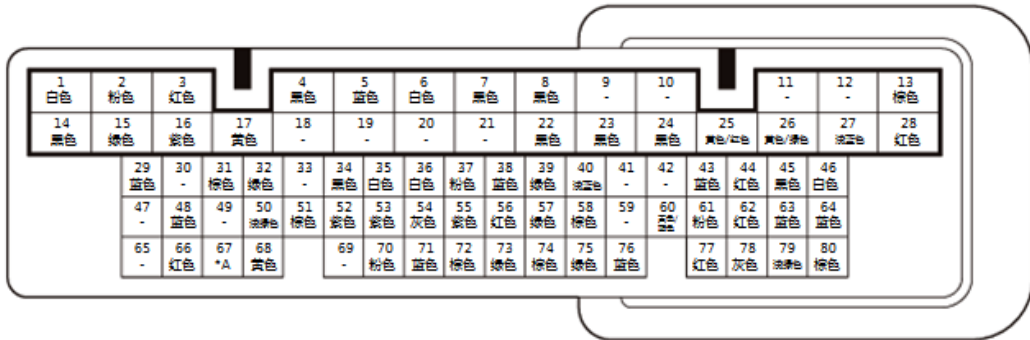 1 2 3 4 5 6 7 8 9 10 11 12 13
白色 粉色 红色 黑色 蓝色 白色 黑色 黑色 - - - - 棕色
14 15 16 17 18 19 20 21 22 23 24 25 26 27 28
黑色 绿色 紫色 黄色 - - - - 黑色 黑色 黑色 黄色/红色 黄色/绿色 浅蓝色 红色
29 30 31 32 33 34 35 36 37 38 39 40 41 42 43 44 45 46
蓝色 - 棕色 绿色 - 黑色 白色 白色 粉色 蓝色 绿色 浅蓝色 - - 蓝色 红色 黑色 白色
47 48 49 50 51 52 53 54 55 56 57 58 59 60 61 62 63 64
- 蓝色 - 浅绿色 棕色 紫色 紫色 灰色 紫色 红色 绿色 棕色 - 粉色 红色 蓝色 蓝色
65 66 67 68 69 70 71 72 73 74 75 76 77 78 79 80
- 红色 *A 黄色 - 粉色 蓝色 棕色 绿色 棕色 绿色 蓝色 红色 灰色 浅绿色 棕色